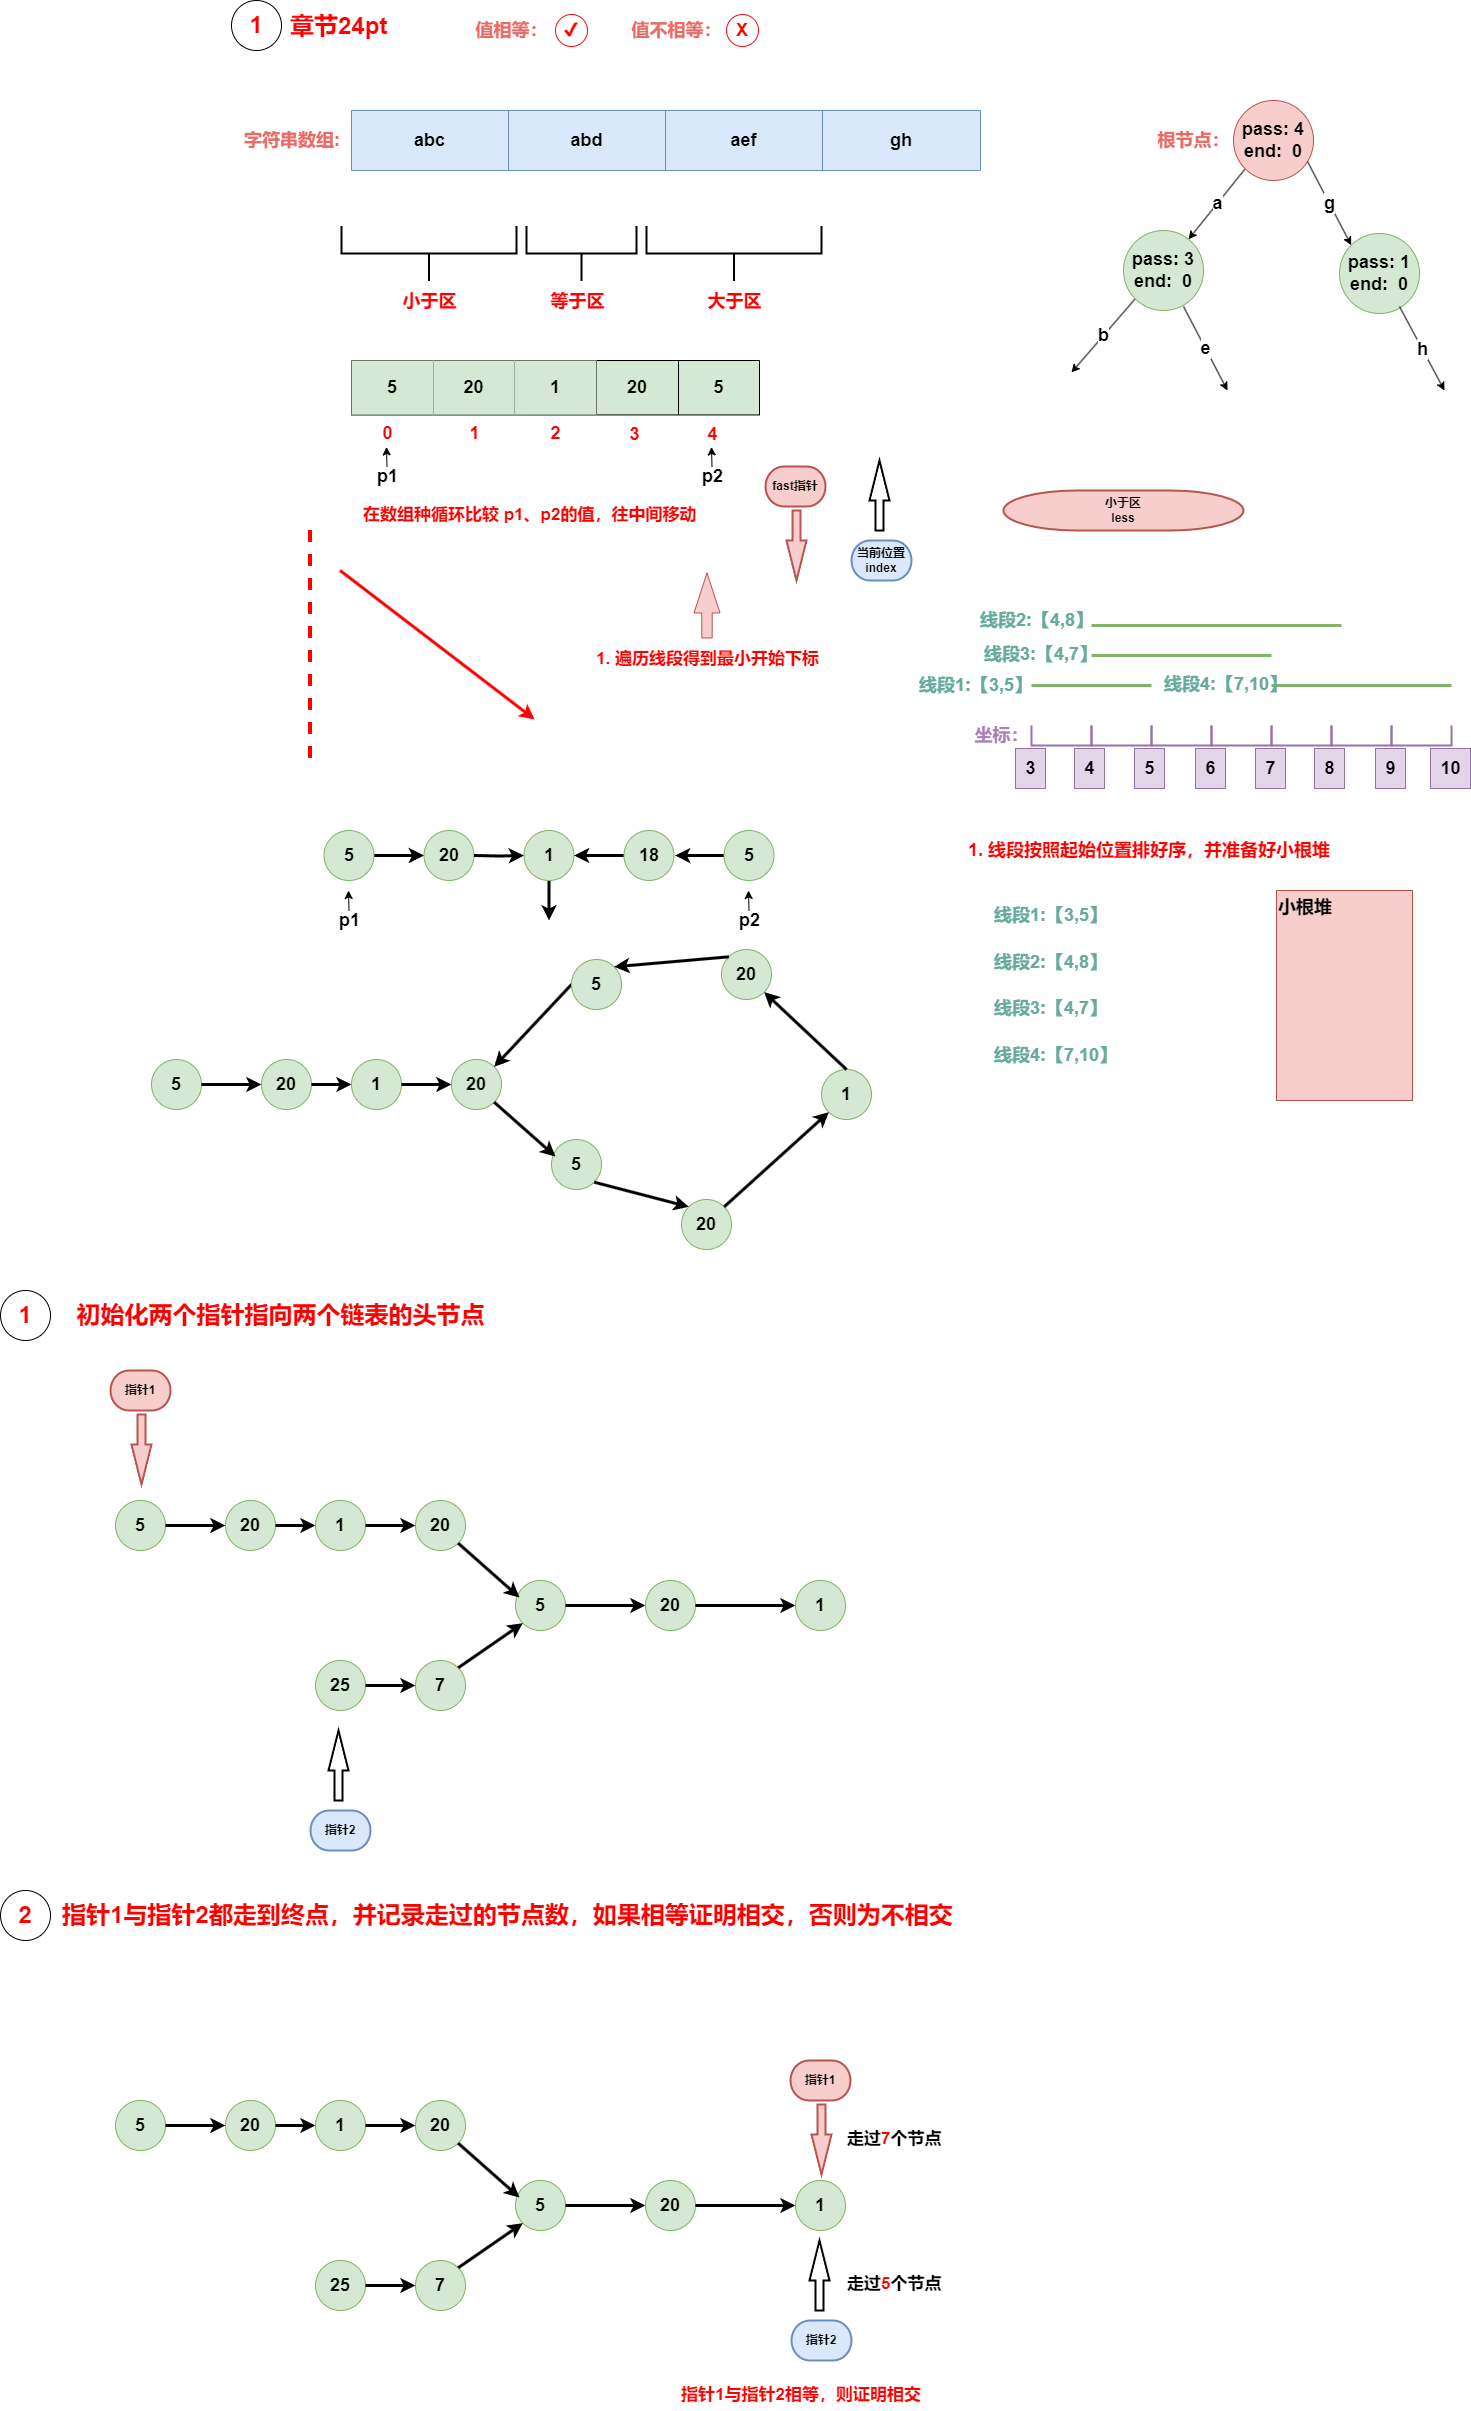 1 章节24pt 值相等： ✓ 值不相等： X
字符串数组: abc abd aef gh
小于区 等于区 大于区
5 20 1 20 5
0 1 2 3 4
p1 p2
在数组种循环比较 p1、p2的值，往中间移动
根节点：
pass: 4
end: 0
a g
pass: 3
end: 0
pass: 1
end: 0
b e h
fast指针
当前位置
index
小于区
less
1. 遍历线段得到最小开始下标
线段2:【4,8】
线段3:【4,7】
线段1:【3,5】 线段4:【7,10】
坐标：
3 4 5 6 7 8 9 10
5 20 1 18 5
p1 p2
1. 线段按照起始位置排好序，并准备好小根堆
线段1:【3,5】
线段2:【4,8】
线段3:【4,7】
线段4:【7,10】
小根堆
5 20
5 20 1 20 1
5
20
1 初始化两个指针指向两个链表的头节点
指针1
5 20 1 20
5 20 1
25 7
指针2
2 指针1与指针2都走到终点，并记录走过的节点数，如果相等证明相交，否则为不相交
指针1
走过7个节点
5 20 1 20
5 20 1
25 7
走过5个节点
指针2
指针1与指针2相等，则证明相交